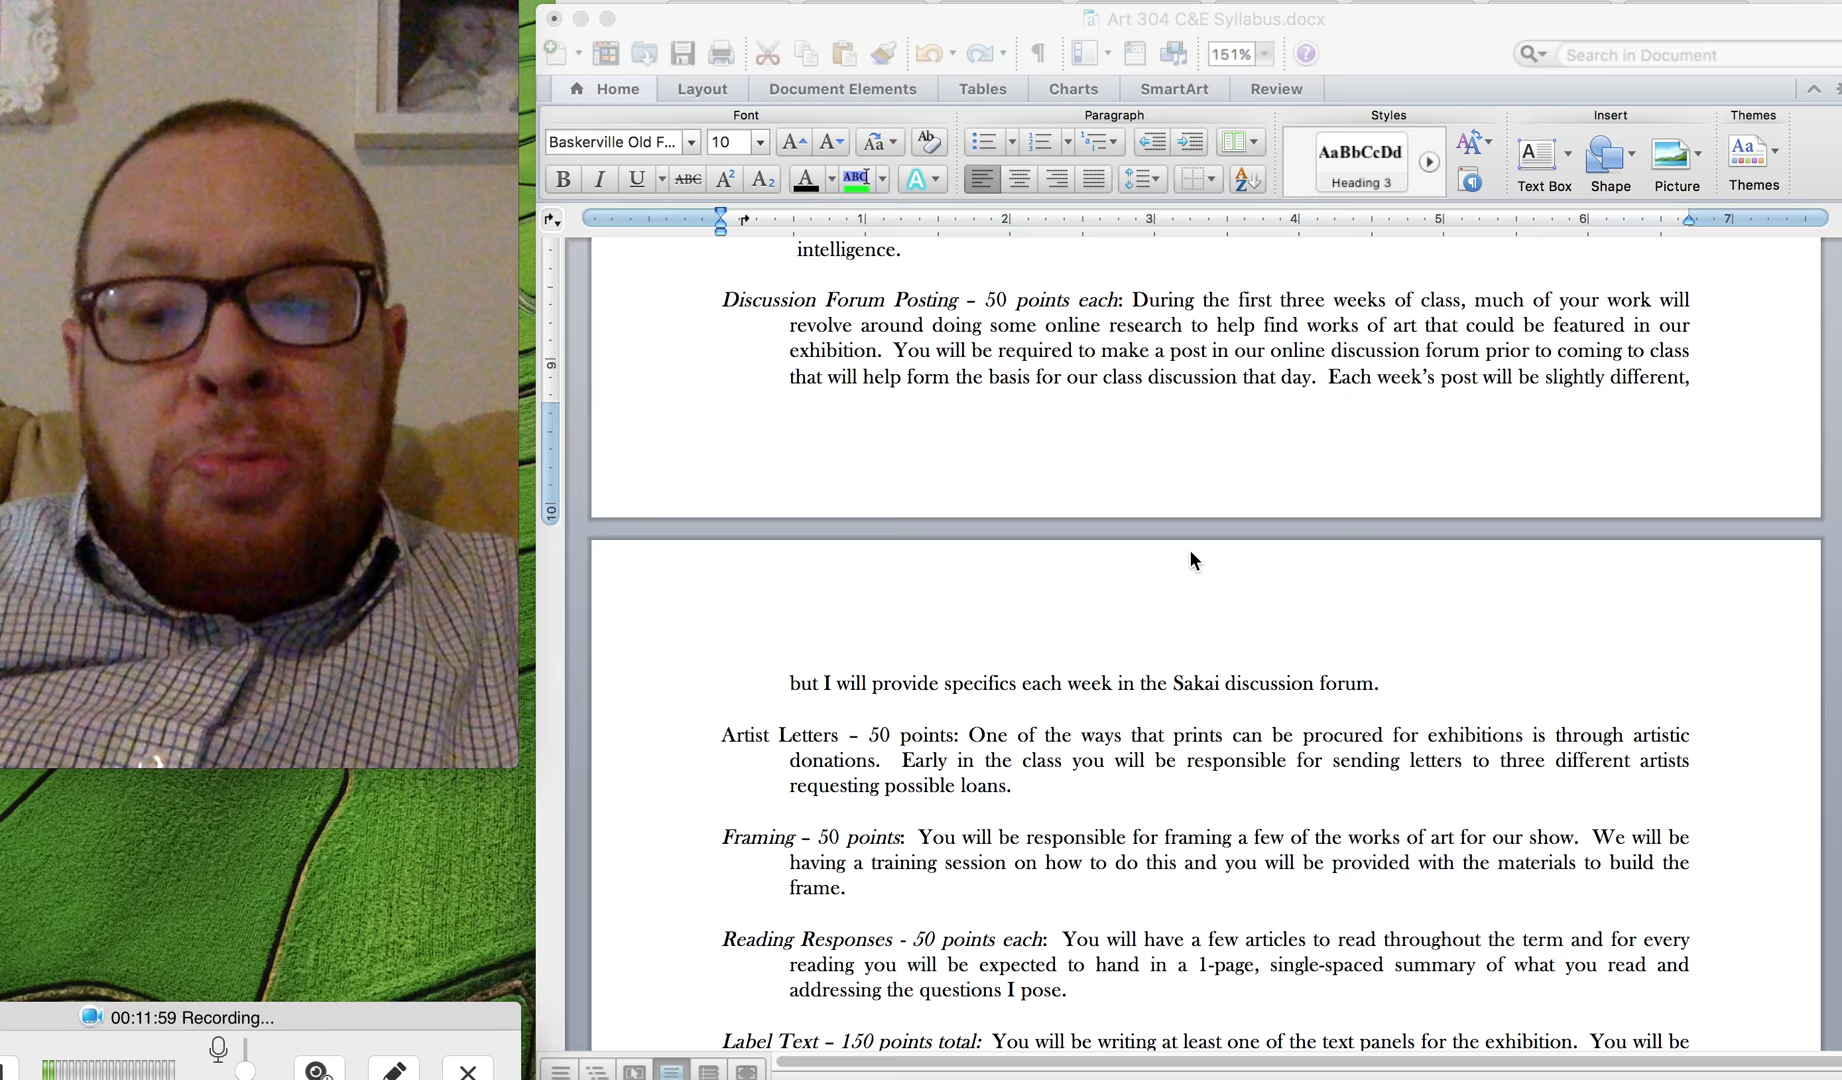 Art 304 C&E Syllabus.docx
151%
Search in Document
Home
Layout
Document Elements
Tables
Charts
SmartArt
Review
Font
Paragraph
Styles
Insert
Themes
Baskerville Old F...
10
AaBbCcDd
Heading 3
Text Box
Shape
Picture
Themes
1
2
3
4
5
6
7
9
10
intelligence.
Discussion Forum Posting – 50 points each: During the first three weeks of class, much of your work will
revolve around doing some online research to help find works of art that could be featured in our
exhibition. You will be required to make a post in our online discussion forum prior to coming to class
that will help form the basis for our class discussion that day. Each week's post will be slightly different,
but I will provide specifics each week in the Sakai discussion forum.
Artist Letters – 50 points: One of the ways that prints can be procured for exhibitions is through artistic
donations. Early in the class you will be responsible for sending letters to three different artists
requesting possible loans.
Framing – 50 points: You will be responsible for framing a few of the works of art for our show. We will be
having a training session on how to do this and you will be provided with the materials to build the
frame.
Reading Responses - 50 points each: You will have a few articles to read throughout the term and for every
reading you will be expected to hand in a 1-page, single-spaced summary of what you read and
addressing the questions I pose.
Label Text – 150 points total: You will be writing at least one of the text panels for the exhibition. You will be
00:11:59 Recording...